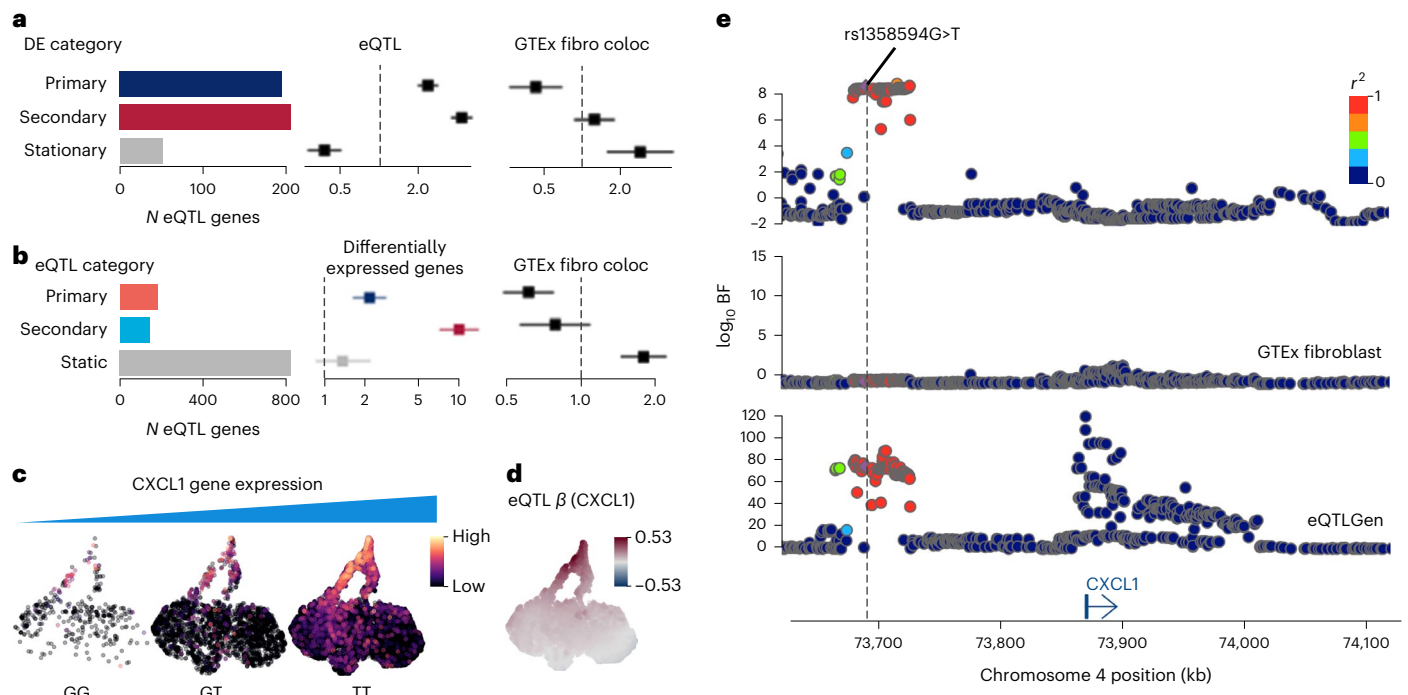 a
DE category
eQTL
GTEx fibro coloc
Primary
Secondary
Stationary
0 100 200
0.5 2.0
0.5 2.0
N eQTL genes
b
eQTL category
Differentially
expressed genes
GTEx fibro coloc
Primary
Secondary
Static
0 400 800
1 2 5 10
0.5 1.0 2.0
N eQTL genes
c
CXCL1 gene expression
High
Low
GG GT TT
d
eQTL β (CXCL1)
0.53
−0.53
e
rs1358594G>T
r²
1
0
8
6
4
2
0
−2
log₁₀ BF
15
10
5
0
GTEx fibroblast
120
100
80
60
40
20
0
eQTLGen
CXCL1
73,700 73,800 73,900 74,000 74,100
Chromosome 4 position (kb)